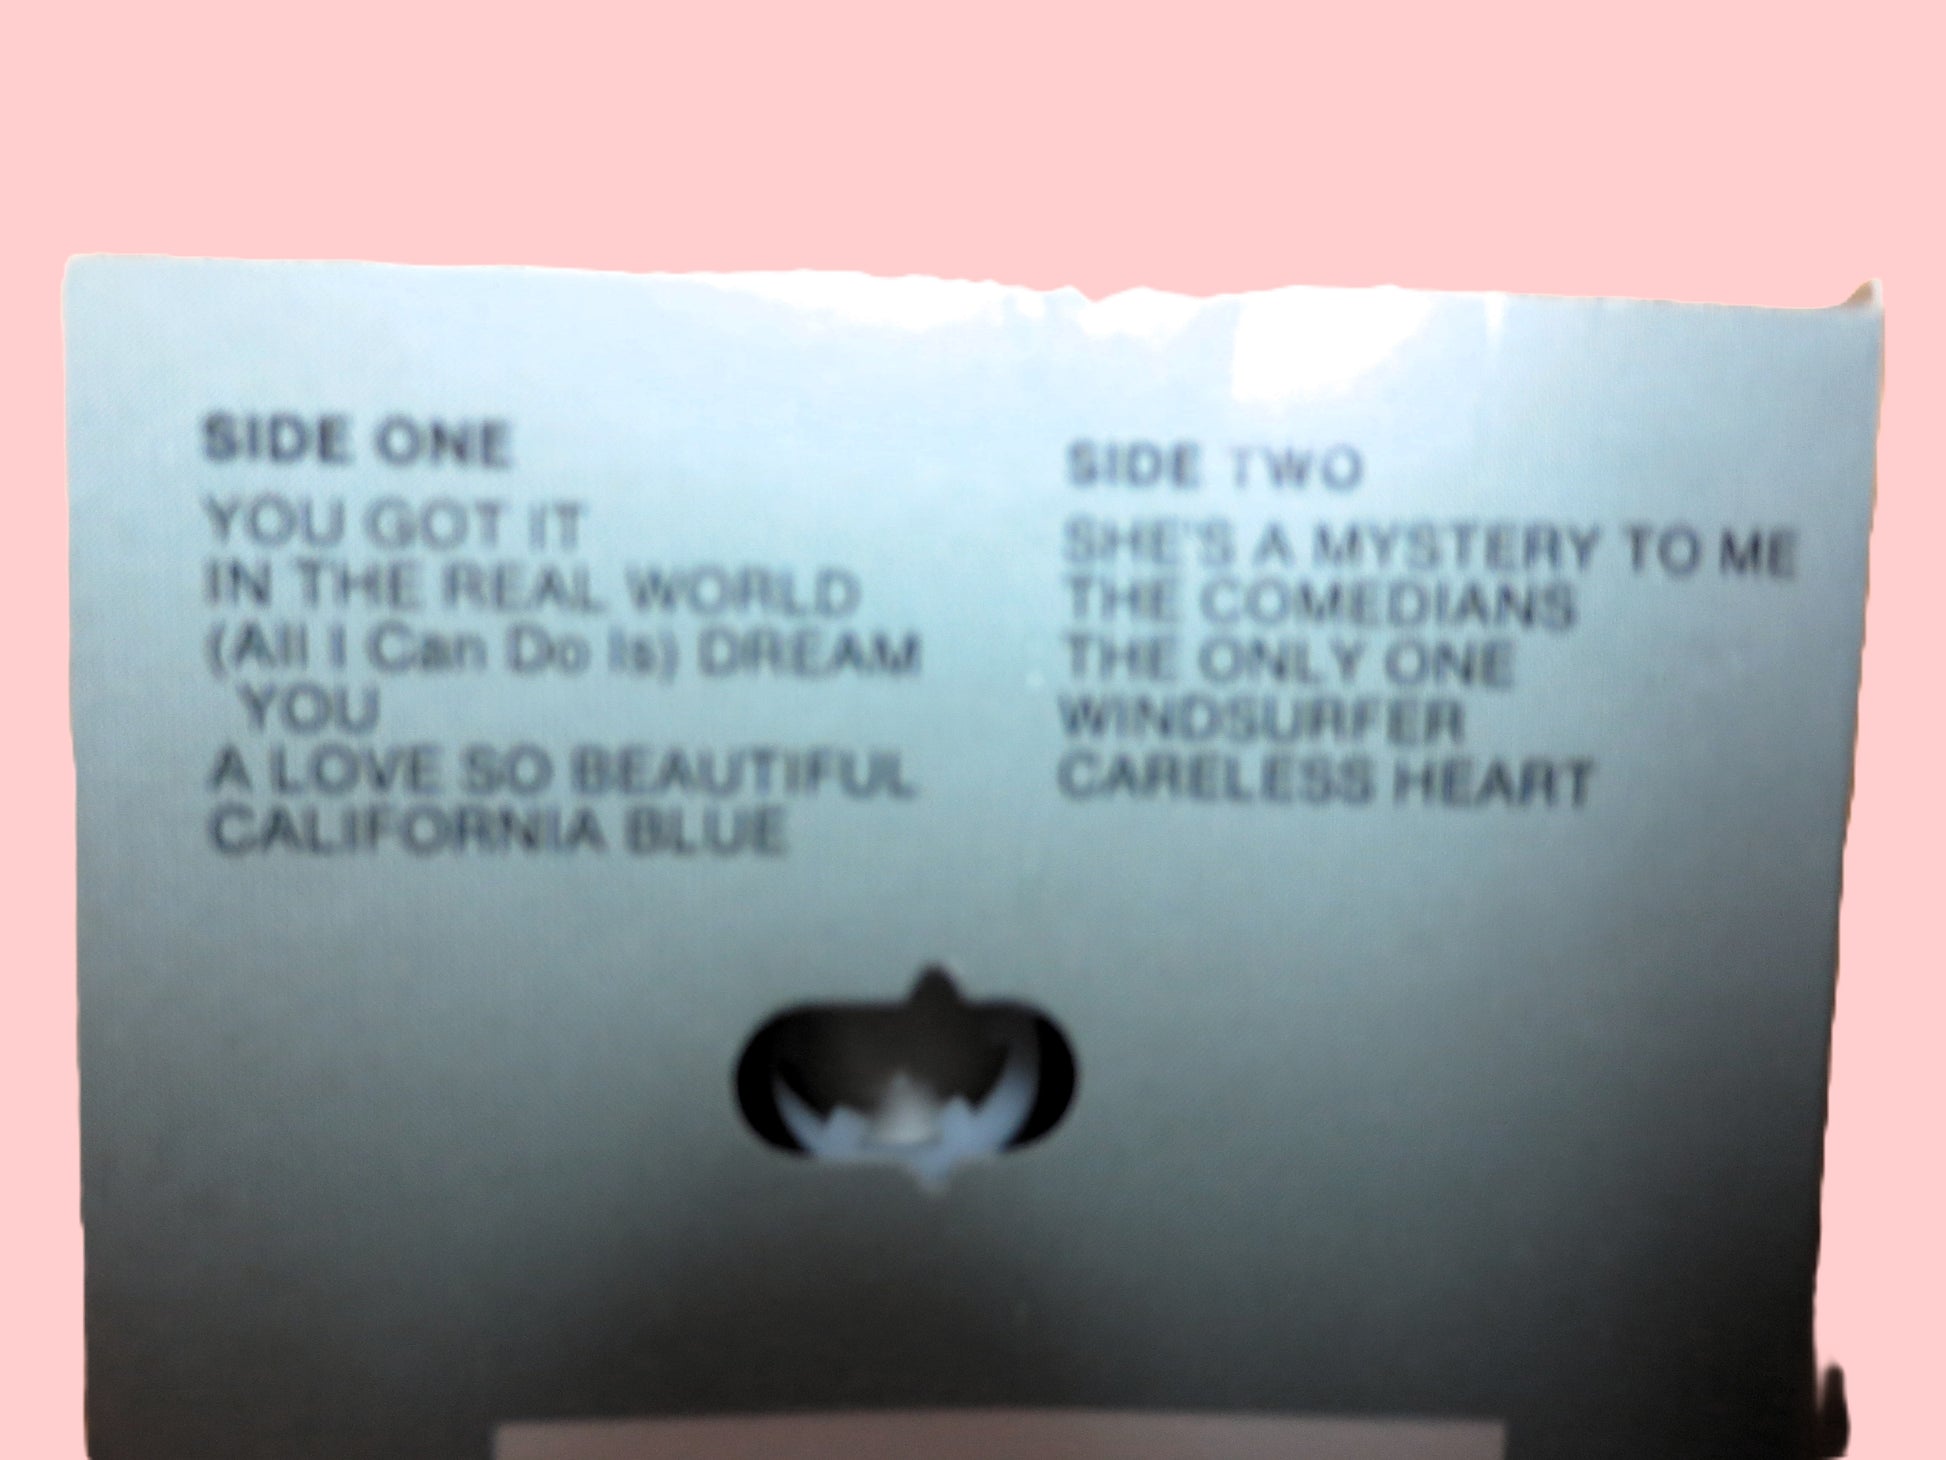 SIDE ONE
YOU GOT IT
IN THE REAL WORLD
(All I Can Do Is) DREAM
YOU
A LOVE SO BEAUTIFUL
CALIFORNIA BLUE
SIDE TWO
SHE'S A MYSTERY TO ME
THE COMEDIANS
THE ONLY ONE
WINDSURFER
CARELESS HEART